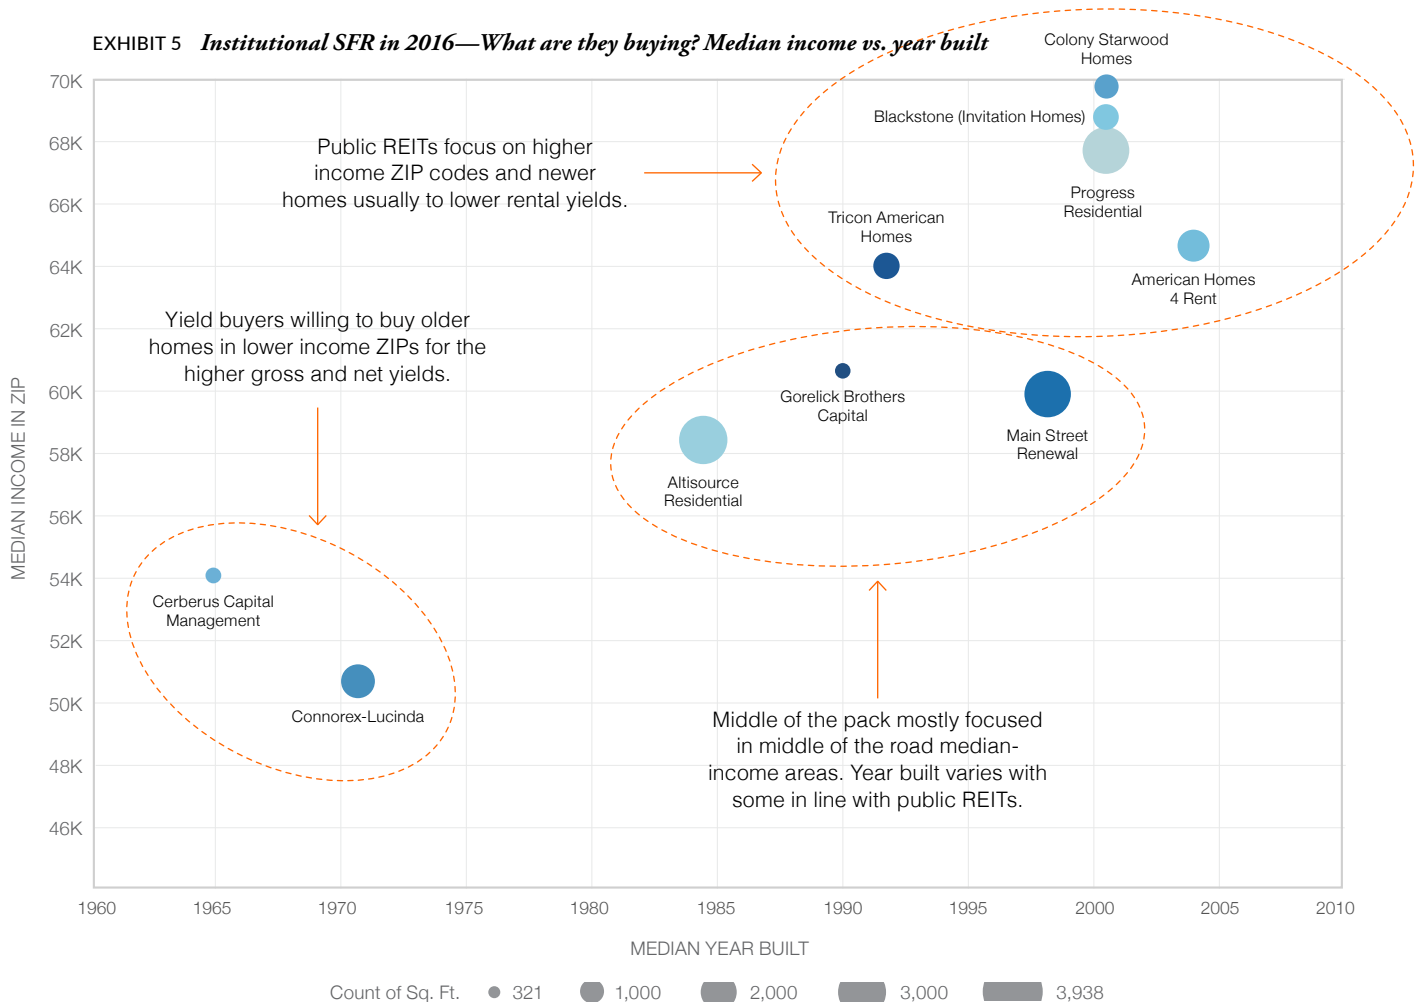 EXHIBIT 5 Institutional SFR in 2016—What are they buying? Median income vs. year built
Colony Starwood
Homes
Blackstone (Invitation Homes)
Progress
Residential
Tricon American
Homes
American Homes
4 Rent
Public REITs focus on higher
income ZIP codes and newer
homes usually to lower rental yields.
Yield buyers willing to buy older
homes in lower income ZIPs for the
higher gross and net yields.
Gorelick Brothers
Capital
Main Street
Renewal
Altisource
Residential
Cerberus Capital
Management
Connorex-Lucinda
Middle of the pack mostly focused
in middle of the road median-
income areas. Year built varies with
some in line with public REITs.
70K
68K
66K
64K
62K
60K
58K
56K
54K
52K
50K
48K
46K
MEDIAN INCOME IN ZIP
1960 1965 1970 1975 1980 1985 1990 1995 2000 2005 2010
MEDIAN YEAR BUILT
Count of Sq. Ft. 321 1,000 2,000 3,000 3,938